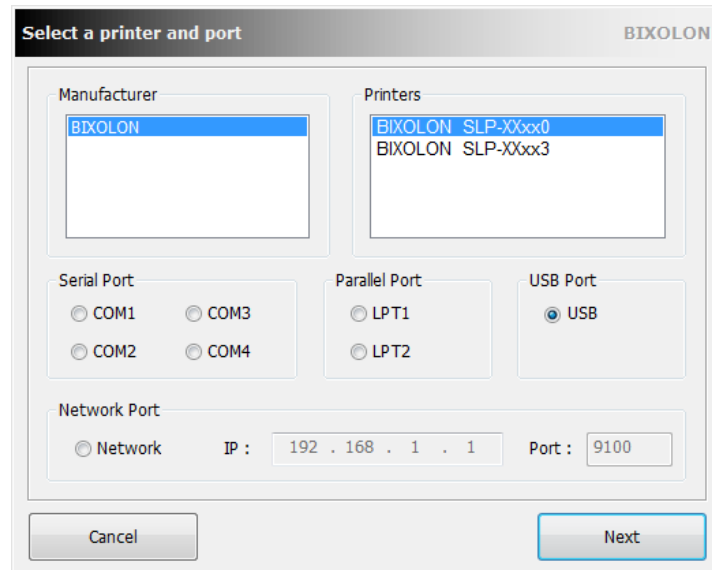 Select a printer and port BIXOLON
Manufacturer Printers
BIXOLON BIXOLON SLP-XXxx0
BIXOLON SLP-XXxx3
Serial Port Parallel Port USB Port
COM1 COM3 LPT1 USB
COM2 COM4 LPT2
Network Port
Network IP : 192 . 168 . 1 . 1 Port : 9100
Cancel Next